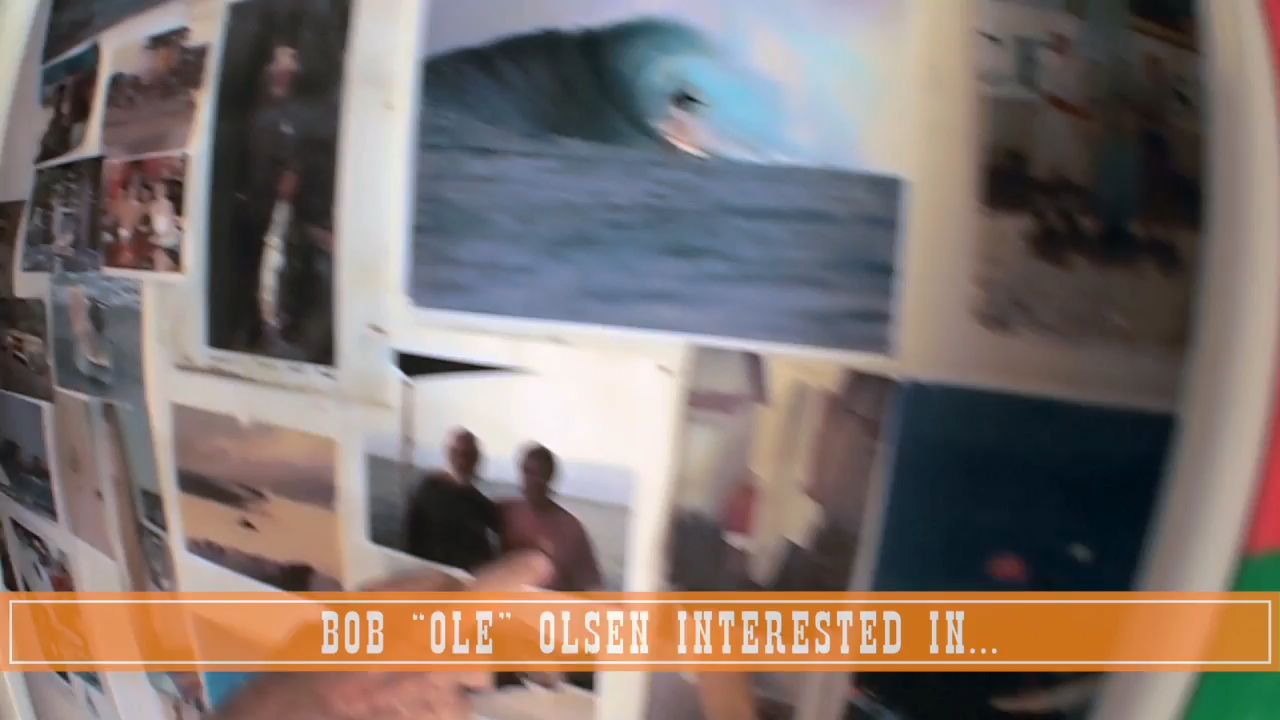 BOB “OLE” OLSEN INTERESTED IN...